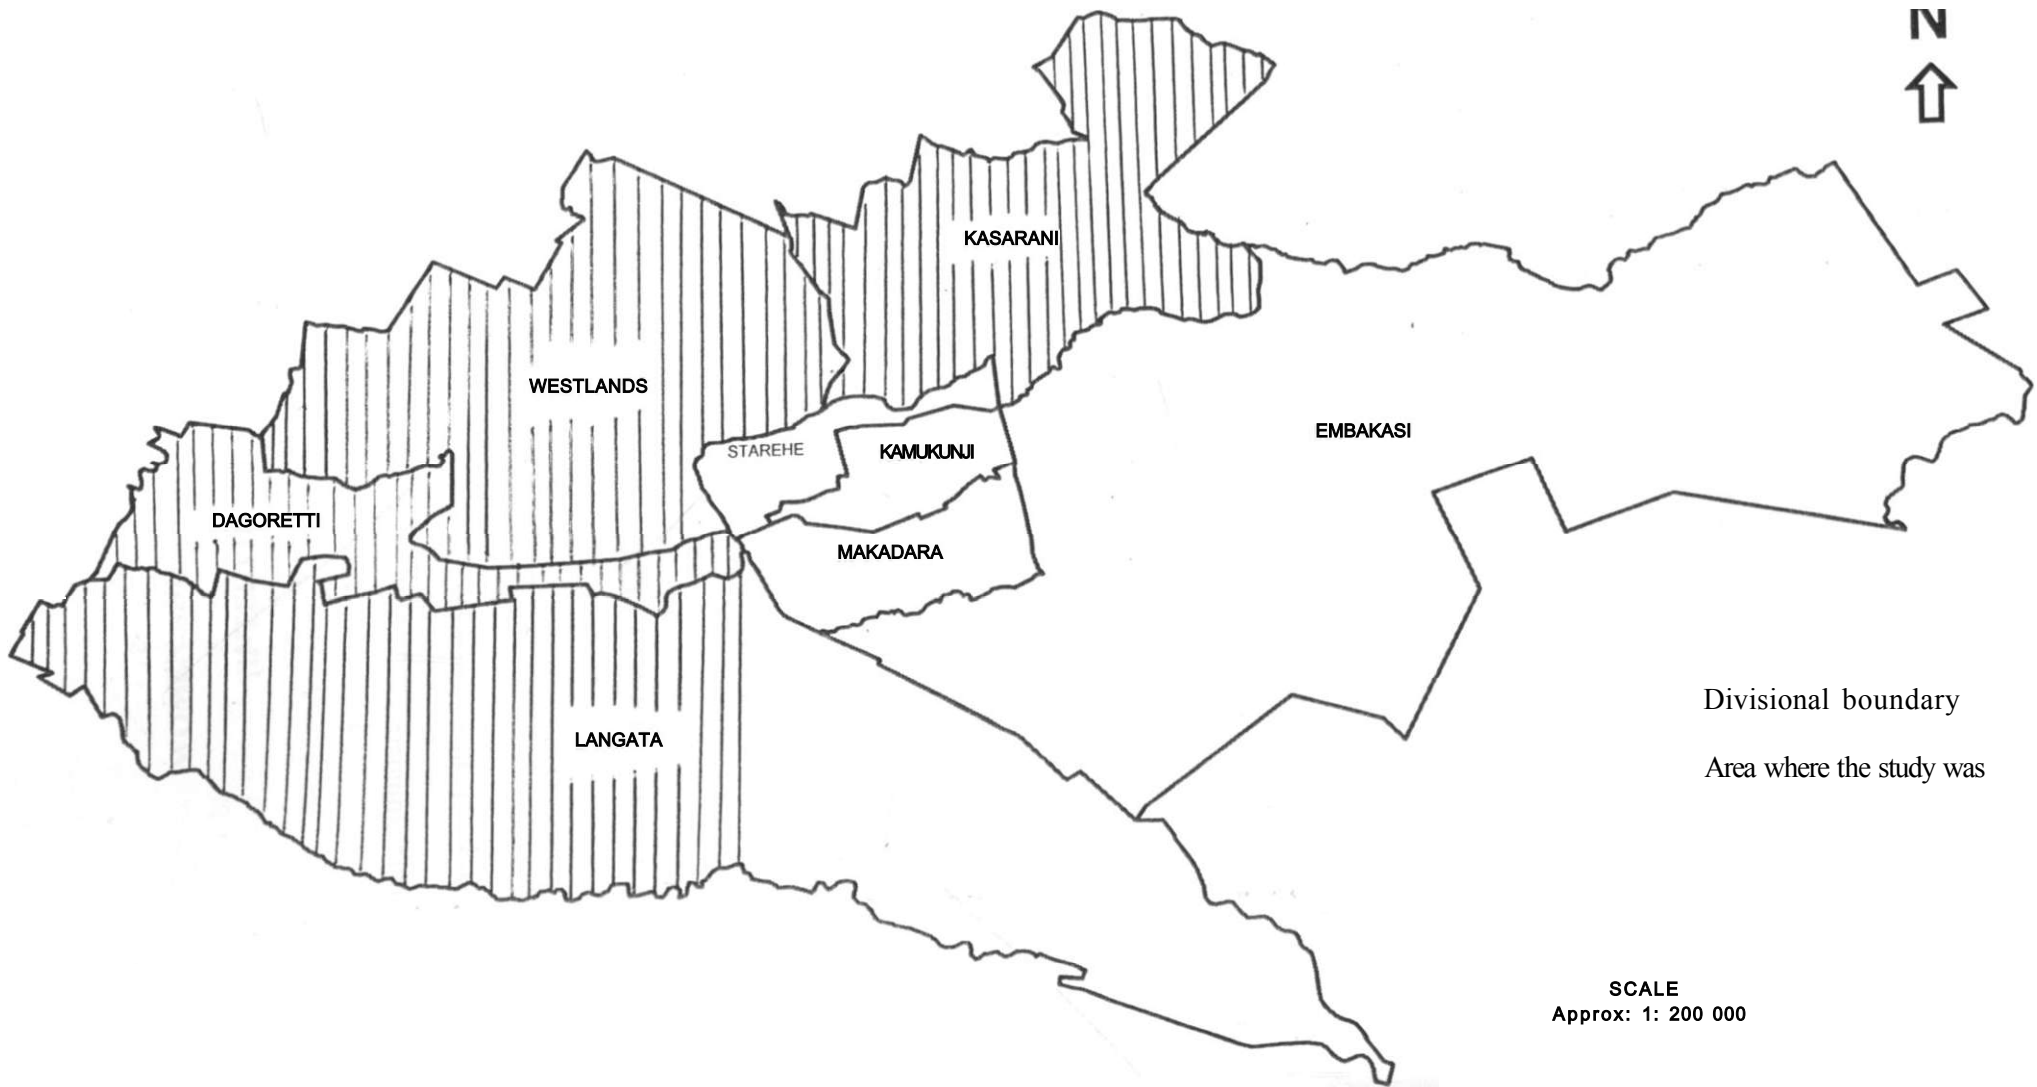 N
KASARANI
WESTLANDS
EMBAKASI
STAREHE
KAMUKUNJI
DAGORETTI
MAKADARA
Divisional boundary
LANGATA
Area where the study was
SCALE
Approx: 1: 200 000